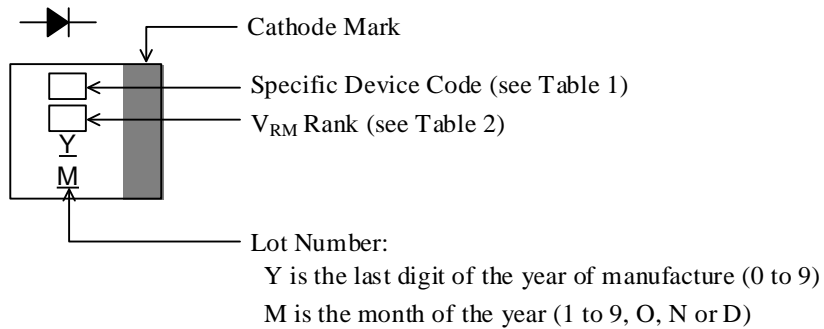 Cathode Mark
Specific Device Code (see Table 1)
VRM Rank (see Table 2)
Y
M
Lot Number:
Y is the last digit of the year of manufacture (0 to 9)
M is the month of the year (1 to 9, O, N or D)